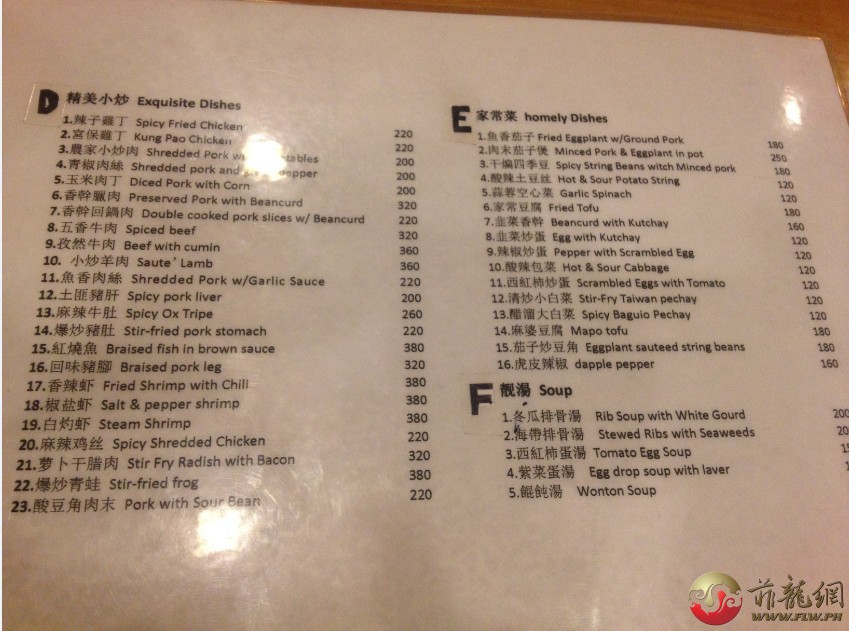 D 精美小炒 Exquisite Dishes
1.辣子雞丁 Spicy Fried Chicken 220
2.宮保雞丁 Kung Pao Chicken 220
3.農家小炒肉 Shredded Pork tables 200
4.青椒肉絲 Shredded pork and pepper 200
5.玉米肉丁 Diced Pork with Corn 200
6.香幹臘肉 Preserved Pork with Beancurd 320
7.香幹回鍋肉 Double cooked pork slices w/ Beancurd 220
8.五香牛肉 Spiced beef 320
9.孜然牛肉 Beef with cumin 360
10. 小炒羊肉 Saute' Lamb 360
11.魚香肉絲 Shredded Pork w/Garlic Sauce 220
12.土匪豬肝 Spicy pork liver 200
13.麻辣牛肚 Spicy Ox Tripe 260
14.爆炒豬肚 Stir-fried pork stomach 220
15.紅燒魚 Braised fish in brown sauce 380
16.回味豬腳 Braised pork leg 320
17.香辣虾 Fried Shrimp with Chili 380
18.椒盐虾 Salt & pepper shrimp 380
19.白灼虾 Steam Shrimp 380
20.麻辣鸡丝 Spicy Shredded Chicken 220
21.萝卜干腊肉 Stir Fry Radish with Bacon 320
22.爆炒青蛙 Stir-fried frog 380
23.酸豆角肉末 Pork with Sour Bean 220
E 家常菜 homely Dishes
1.魚香茄子 Fried Eggplant w/Ground Pork 180
2.肉末茄子煲 Minced Pork & Eggplant in pot 250
3.干煸四季豆 Spicy String Beans witch Minced pork 180
4.酸辣土豆丝 Hot & Sour Potato String 120
5.蒜蓉空心菜 Garlic Spinach 120
6.家常豆腐 Fried Tofu 180
7.韭菜香幹 Beancurd with Kutchay 160
8.韭菜炒蛋 Egg with Kutchay 120
9.辣椒炒蛋 Pepper with Scrambled Egg 120
10.酸辣包菜 Hot & Sour Cabbage 120
11.西紅柿炒蛋 Scrambled Eggs with Tomato 120
12.清炒小白菜 Stir-Fry Taiwan pechay 120
13.醋溜大白菜 Spicy Baguio Pechay 120
14.麻婆豆腐 Mapo tofu 180
15.茄子炒豆角 Eggplant sauteed string beans 180
16.虎皮辣椒 dapple pepper 160
F 靓湯 Soup
1.冬瓜排骨湯 Rib Soup with White Gourd 200
2.海帶排骨湯 Stewed Ribs with Seaweeds 20
3.西紅柿蛋湯 Tomato Egg Soup
4.紫菜蛋湯 Egg drop soup with laver
5.餛飩湯 Wonton Soup
菲龍網
WWW.FLW.PH